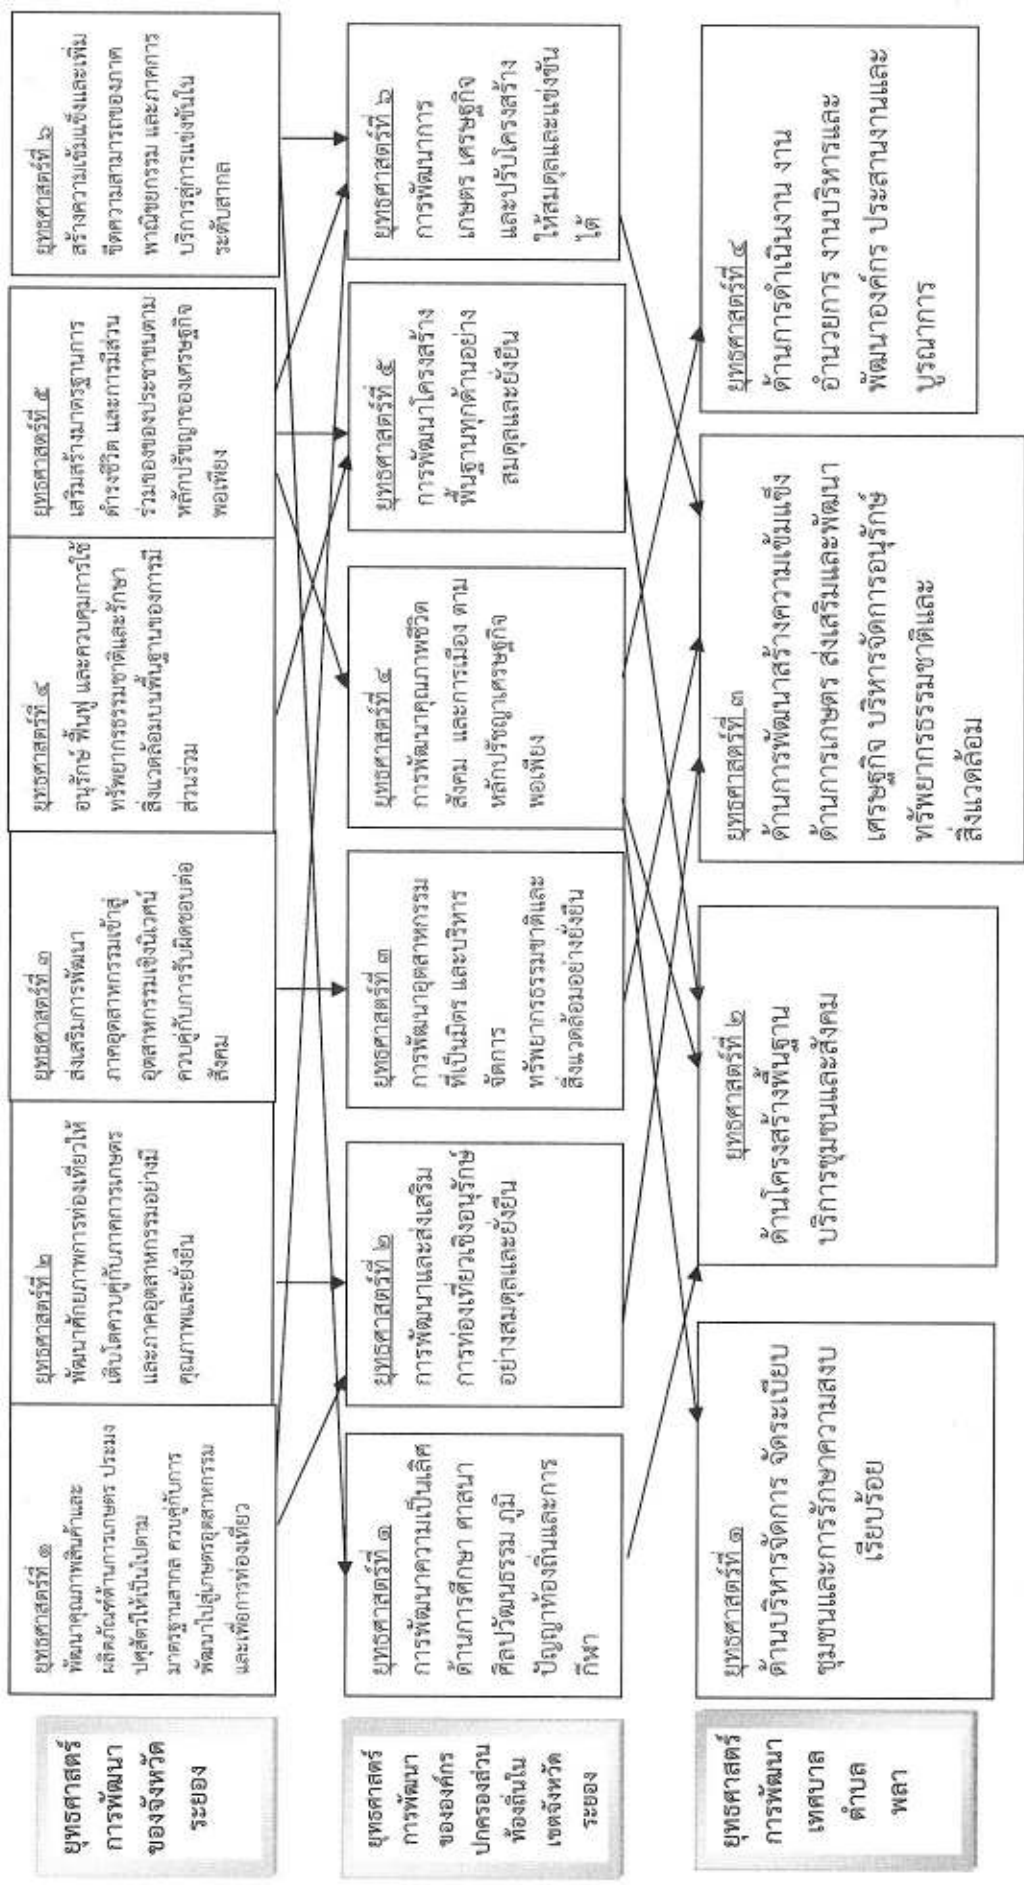 ยุทธศาสตร์
การพัฒนา
ของจังหวัด
ระยอง
ยุทธศาสตร์ที่ ๑
พัฒนาคุณภาพสินค้าและ
ผลิตภัณฑ์ด้านการเกษตร ประมง
ปศุสัตว์ให้เป็นไปตาม
มาตรฐานสากล ควบคู่กับการ
พัฒนาไปสู่เกษตรอุตสาหกรรม
และเพื่อการท่องเที่ยว
ยุทธศาสตร์ที่ ๒
พัฒนาศักยภาพการท่องเที่ยวให้
เติบโตควบคู่กับภาคการเกษตร
และภาคอุตสาหกรรมอย่างมี
คุณภาพและยั่งยืน
ยุทธศาสตร์ที่ ๓
ส่งเสริมการพัฒนา
ภาคอุตสาหกรรมเข้าสู่
อุตสาหกรรมเชิงนิเวศน์
ควบคู่กับการรับผิดชอบต่อ
สังคม
ยุทธศาสตร์ที่ ๔
อนุรักษ์ ฟื้นฟู และควบคุมการใช้
ทรัพยากรธรรมชาติและรักษา
สิ่งแวดล้อมบนพื้นฐานของการมี
ส่วนร่วม
ยุทธศาสตร์ที่ ๕
เสริมสร้างมาตรฐานการ
ดำรงชีวิต และการมีส่วน
ร่วมของของประชาชนตาม
หลักปรัชญาของเศรษฐกิจ
พอเพียง
ยุทธศาสตร์ที่ ๖
สร้างความเข้มแข็งและเพิ่ม
ขีดความสามารถของภาค
พาณิชยกรรม และภาคการ
บริการสู่การแข่งขันใน
ระดับสากล
ยุทธศาสตร์
การพัฒนา
ขององค์กร
ปกครองส่วน
ท้องถิ่นใน
เขตจังหวัด
ระยอง
ยุทธศาสตร์ที่ ๑
การพัฒนาความเป็นเลิศ
ด้านการศึกษา ศาสนา
ศิลปวัฒนธรรม ภูมิ
ปัญญาท้องถิ่นและการ
กีฬา
ยุทธศาสตร์ที่ ๒
การพัฒนาและส่งเสริม
การท่องเที่ยวเชิงอนุรักษ์
อย่างสมดุลและยั่งยืน
ยุทธศาสตร์ที่ ๓
การพัฒนาอุตสาหกรรม
ที่เป็นมิตร และบริหาร
จัดการ
ทรัพยากรธรรมชาติและ
สิ่งแวดล้อมอย่างยั่งยืน
ยุทธศาสตร์ที่ ๔
การพัฒนาคุณภาพชีวิต
สังคม และการเมือง ตาม
หลักปรัชญาเศรษฐกิจ
พอเพียง
ยุทธศาสตร์ที่ ๕
การพัฒนาโครงสร้าง
พื้นฐานทุกด้านอย่าง
สมดุลและยั่งยืน
ยุทธศาสตร์ที่ ๖
การพัฒนาการ
เกษตร เศรษฐกิจ
และปรับโครงสร้าง
ให้สมดุลและแข่งขัน
ได้
ยุทธศาสตร์
การพัฒนา
เทศบาล
ตำบล
พลา
ยุทธศาสตร์ที่ ๑
ด้านบริหารจัดการ จัดระเบียบ
ชุมชนและการรักษาความสงบ
เรียบร้อย
ยุทธศาสตร์ที่ ๒
ด้านโครงสร้างพื้นฐาน
บริการชุมชนและสังคม
ยุทธศาสตร์ที่ ๓
ด้านการพัฒนาสร้างความเข้มแข็ง
ด้านการเกษตร ส่งเสริมและพัฒนา
เศรษฐกิจ บริหารจัดการอนุรักษ์
ทรัพยากรธรรมชาติและ
สิ่งแวดล้อม
ยุทธศาสตร์ที่ ๔
ด้านการดำเนินงาน งาน
อำนวยการ งานบริหารและ
พัฒนาองค์กร ประสานงานและ
บูรณาการ